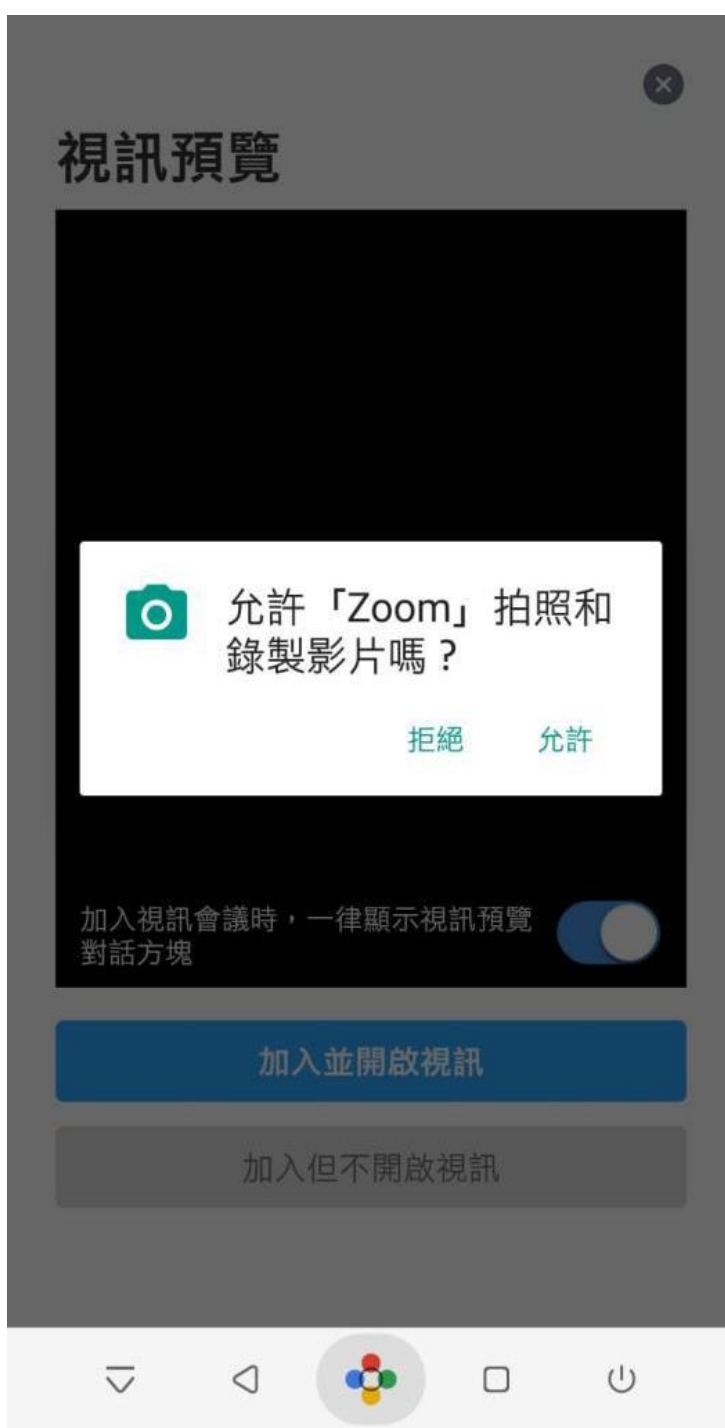 視訊預覽
允許「Zoom」拍照和
錄製影片嗎？
拒絕 允許
加入視訊會議時，一律顯示視訊預覽
對話方塊
加入並開啟視訊
加入但不開啟視訊